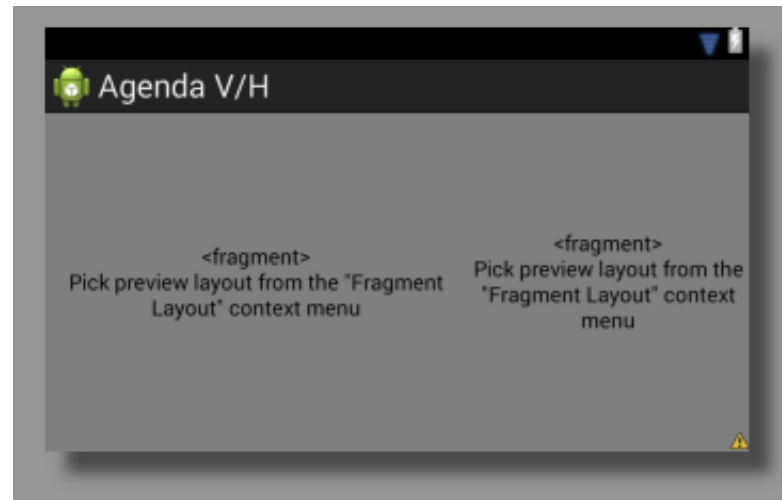 Agenda V/H
<fragment>
Pick preview layout from the "Fragment
Layout" context menu
<fragment>
Pick preview layout from the
"Fragment Layout" context
menu